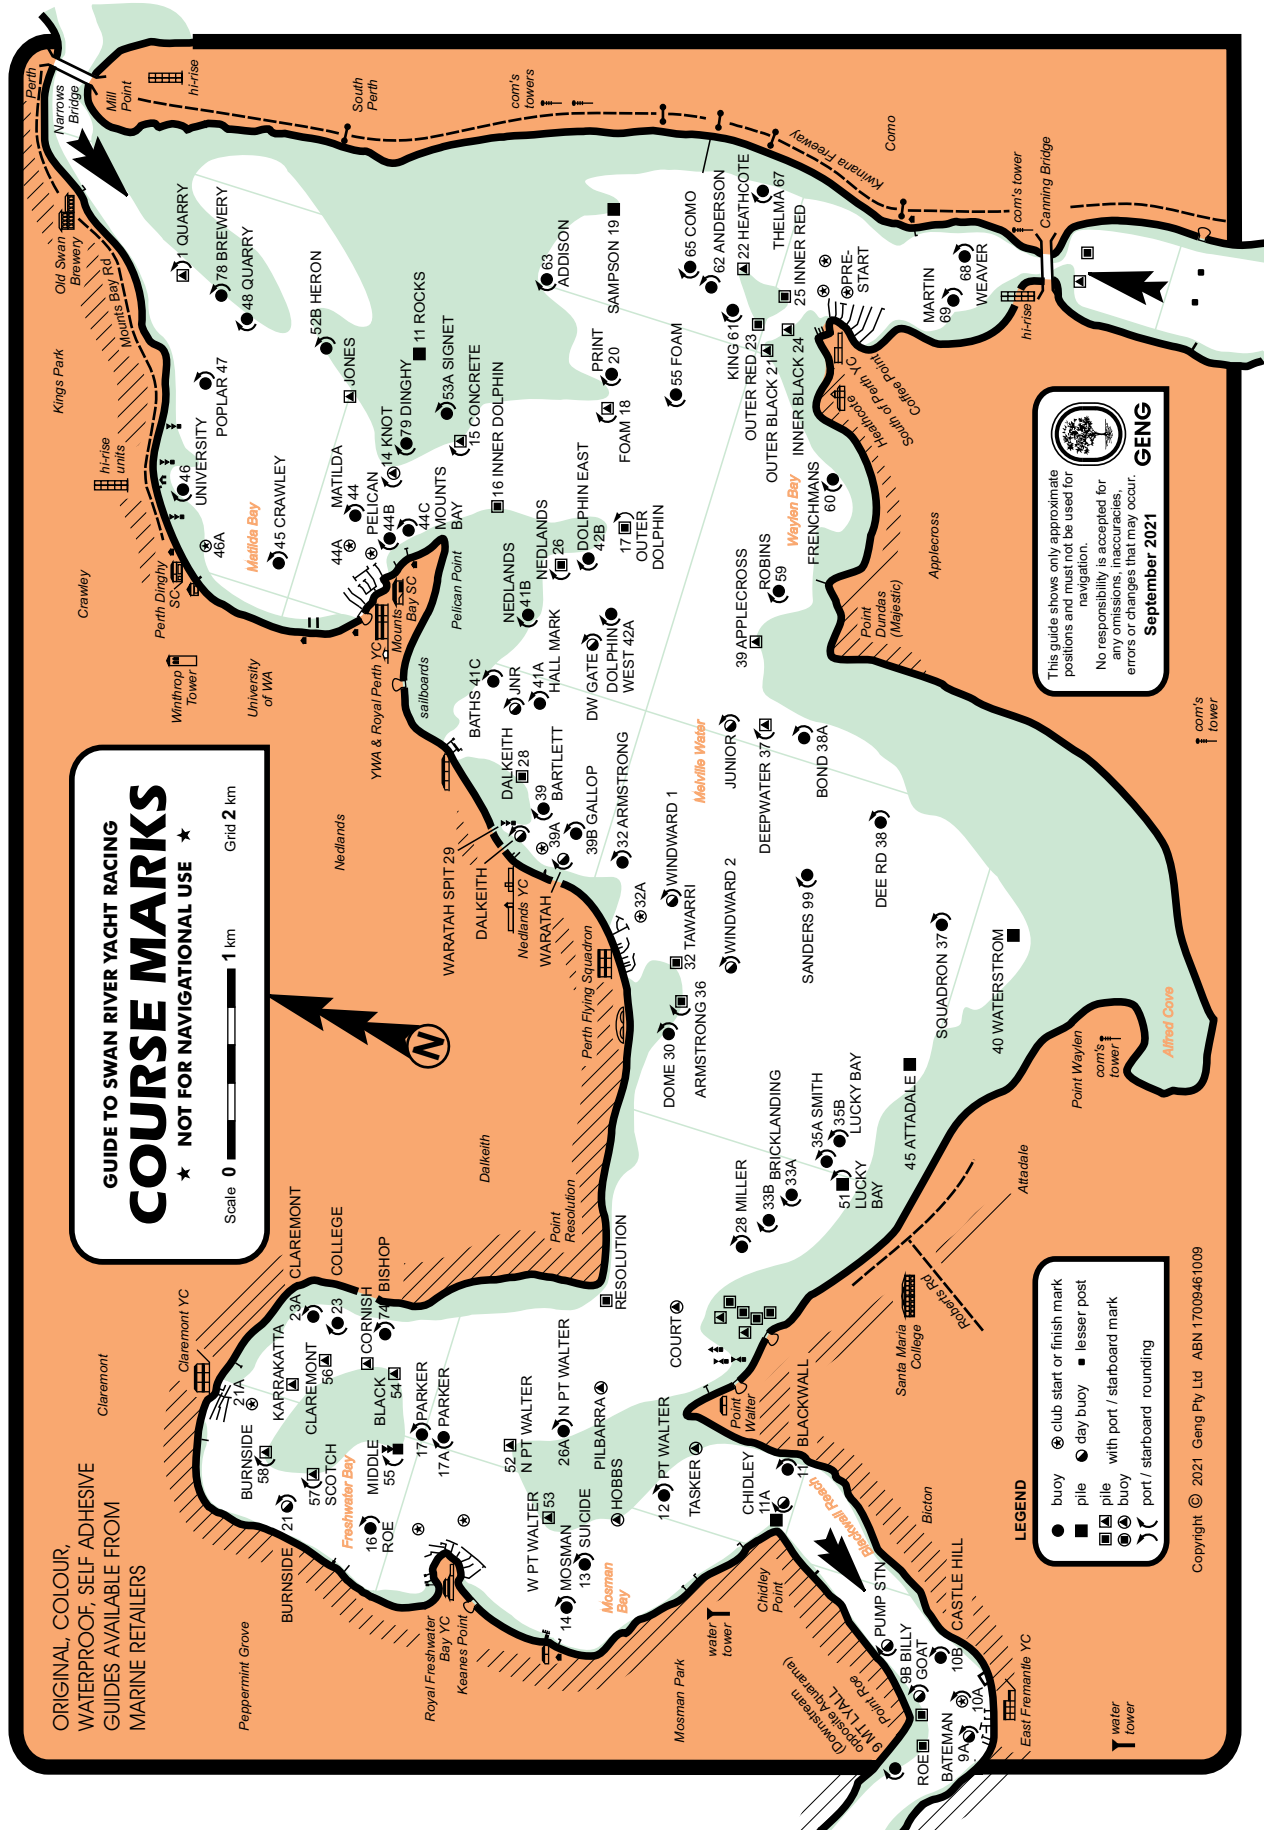 ORIGINAL, COLOUR,
WATERPROOF, SELF ADHESIVE
GUIDES AVAILABLE FROM
MARINE RETAILERS
GUIDE TO SWAN RIVER YACHT RACING
COURSE MARKS
★ NOT FOR NAVIGATIONAL USE ★
Scale 0
1 km
Grid 2 km
N
Peppermint Grove
Claremont
Claremont YC
Nedlands
Dalkeith
Crawley
Kings Park
Perth
Narrows
Bridge
Mill
Point
hi-rise
South
Perth
com's
towers
Kwinana Freeway
Como
com's tower
Canning Bridge
hi-rise
Old Swan
Brewery
Mounts Bay Rd
hi-rise
units
Perth Dinghy
SC
Winthrop
Tower
University
of WA
YWA & Royal Perth YC
Mounts
Bay SC
Pelican Point
sailboards
Nedlands YC
Perth Flying Squadron
Point
Resolution
Royal Freshwater
Bay YC
Keanes Point
Mosman Park
water
tower
Chidley
Point
Point Roe
9 MT LYALL
(Downstream
opposite Aquarama)
Bicton
East Fremantle YC
water
tower
Point
Walter
Santa Maria
College
Roberts Rd
Attadale
Point Waylen
com's
tower
Alfred Cove
com's
tower
Applecross
Point
Dundas
(Majestic)
Heathcote
South of Perth YC
Coffee Point
Matilda Bay
Melville Water
Waylen Bay
Freshwater Bay
Mosman
Bay
Blackwall Reach
1 QUARRY
78 BREWERY
48 QUARRY
52B HERON
JONES
POPLAR 47
46
UNIVERSITY
46A
45 CRAWLEY
MATILDA
44
44A
PELICAN
44B
44C
MOUNTS
BAY
14 KNOT
79 DINGHY
11 ROCKS
53A SIGNET
15 CONCRETE
16 INNER DOLPHIN
63
ADDISON
SAMPSON 19
PRINT
20
FOAM 18
55 FOAM
65 COMO
62 ANDERSON
22 HEATHCOTE
THELMA 67
KING 61
25 INNER RED
OUTER RED 23
OUTER BLACK 21
INNER BLACK 24
PRE-
START
MARTIN
69
68
WEAVER
FRENCHMANS
60
ROBINS
59
39 APPLECROSS
NEDLANDS
26
NEDLANDS
41B
DOLPHIN EAST
42B
17
OUTER
DOLPHIN
DOLPHIN
WEST 42A
DW GATE
41A
HALL MARK
JNR
BATHS 41C
DALKEITH
28
39
BARTLETT
39A
39B GALLOP
32 ARMSTRONG
WARATAH SPIT 29
DALKEITH
WARATAH
32A
WINDWARD 1
32 TAWARRI
WINDWARD 2
JUNIOR
DEEPWATER 37
BOND 38A
DEE RD 38
SANDERS 99
SQUADRON 37
40 WATERSTROM
45 ATTADALE
DOME 30
ARMSTRONG 36
35A SMITH
35B
LUCKY BAY
51
LUCKY
BAY
BRICKLANDING
33A
33B
28 MILLER
RESOLUTION
COURT
CLAREMONT
23A
COLLEGE
23
BISHOP
74
CORNISH
KARRAKATTA
CLAREMONT
56
BLACK
54
21A
BURNSIDE
58
57
SCOTCH
MIDDLE
55
BURNSIDE
21
16
ROE
17 PARKER
17A PARKER
52
N PT WALTER
26A N PT WALTER
W PT WALTER
53
PILBARRA
HOBBS
13 SUICIDE
14 MOSMAN
12 PT WALTER
TASKER
CHIDLEY
11A
11
BLACKWALL
PUMP STN
9B BILLY
GOAT
CASTLE HILL
10B
10A
ROE
BATEMAN
9A
This guide shows only approximate
positions and must not be used for
navigation.
No responsibility is accepted for
any omissions, inaccuracies,
errors or changes that may occur.
September 2021
GENG
LEGEND
buoy
club start or finish mark
pile
day buoy
lesser post
pile
buoy
with port / starboard mark
port / starboard rounding
Copyright © 2021 Geng Pty Ltd ABN 17009461009